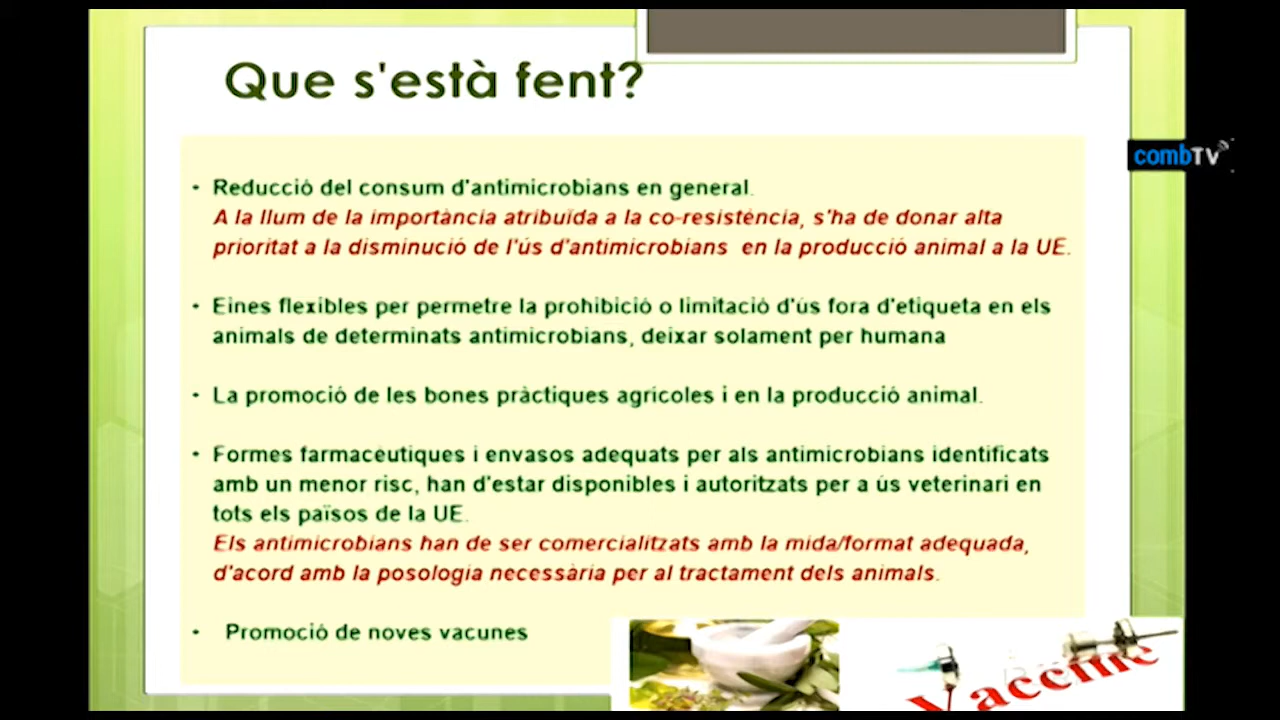 Que s'està fent?
combTV
• Reducció del consum d'antimicrobians en general.
A la llum de la importància atribuïda a la co-resistència, s'ha de donar alta
prioritat a la disminució de l'ús d'antimicrobians en la producció animal a la UE.
• Eines flexibles per permetre la prohibició o limitació d'ús fora d'etiqueta en els
animals de determinats antimicrobians, deixar solament per humana
• La promoció de les bones pràctiques agrícoles i en la producció animal.
• Formes farmacèutiques i envasos adequats per als antimicrobians identificats
amb un menor risc, han d'estar disponibles i autoritzats per a ús veterinari en
tots els països de la UE.
Els antimicrobians han de ser comercialitzats amb la mida/format adequada,
d'acord amb la posologia necessària per al tractament dels animals.
• Promoció de noves vacunes
Vaccine